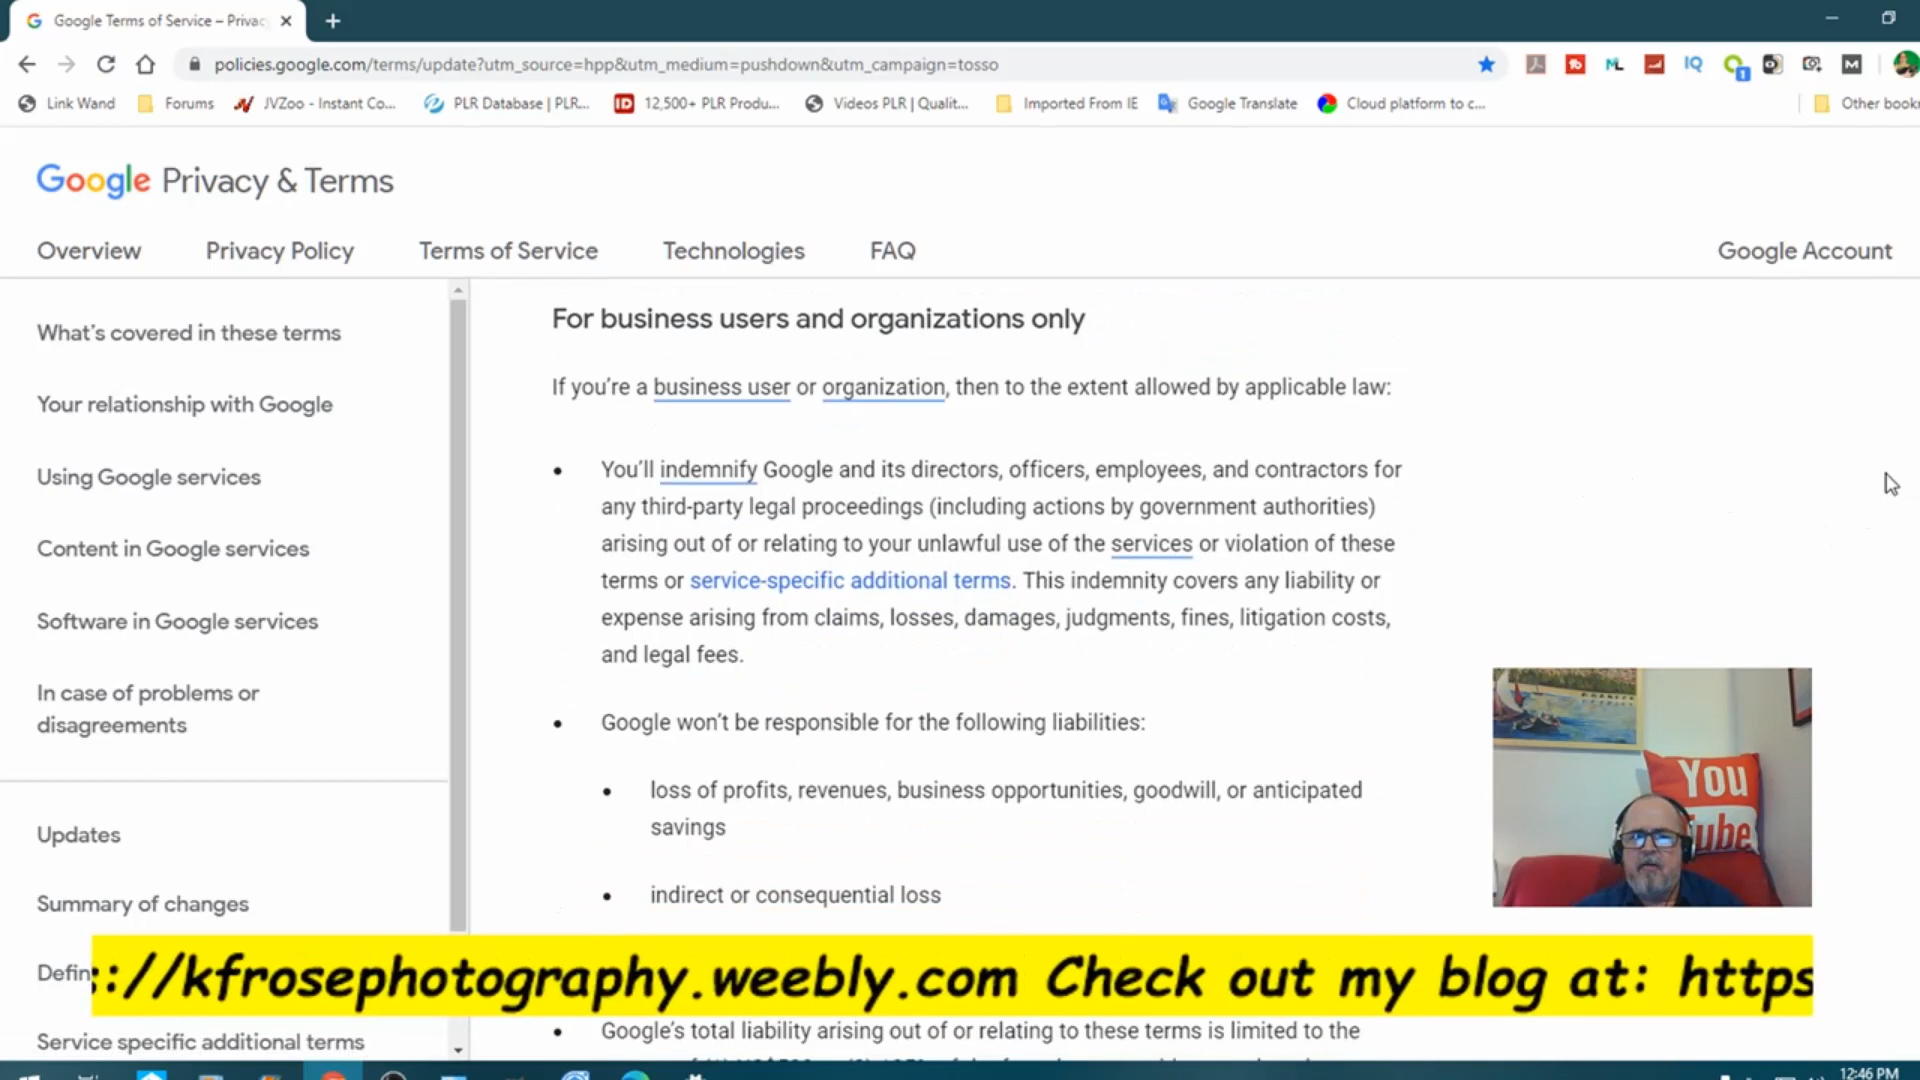 Google Terms of Service – Privac
policies.google.com/terms/update?utm_source=hpp&utm_medium=pushdown&utm_campaign=tosso
Link Wand Forums JVZoo - Instant Co... PLR Database | PLR... 12,500+ PLR Produ... Videos PLR | Qualit... Imported From IE Google Translate Cloud platform to c... Other book
Google Privacy & Terms
Overview Privacy Policy Terms of Service Technologies FAQ Google Account
What's covered in these terms
Your relationship with Google
Using Google services
Content in Google services
Software in Google services
In case of problems or
disagreements
Updates
Summary of changes
Defin
Service specific additional terms
For business users and organizations only
If you're a business user or organization, then to the extent allowed by applicable law:
• You'll indemnify Google and its directors, officers, employees, and contractors for
any third-party legal proceedings (including actions by government authorities)
arising out of or relating to your unlawful use of the services or violation of these
terms or service-specific additional terms. This indemnity covers any liability or
expense arising from claims, losses, damages, judgments, fines, litigation costs,
and legal fees.
• Google won't be responsible for the following liabilities:
• loss of profits, revenues, business opportunities, goodwill, or anticipated
savings
• indirect or consequential loss
• Google's total liability arising out of or relating to these terms is limited to the
You
Tube
://kfrosephotography.weebly.com Check out my blog at: https
12:46 PM